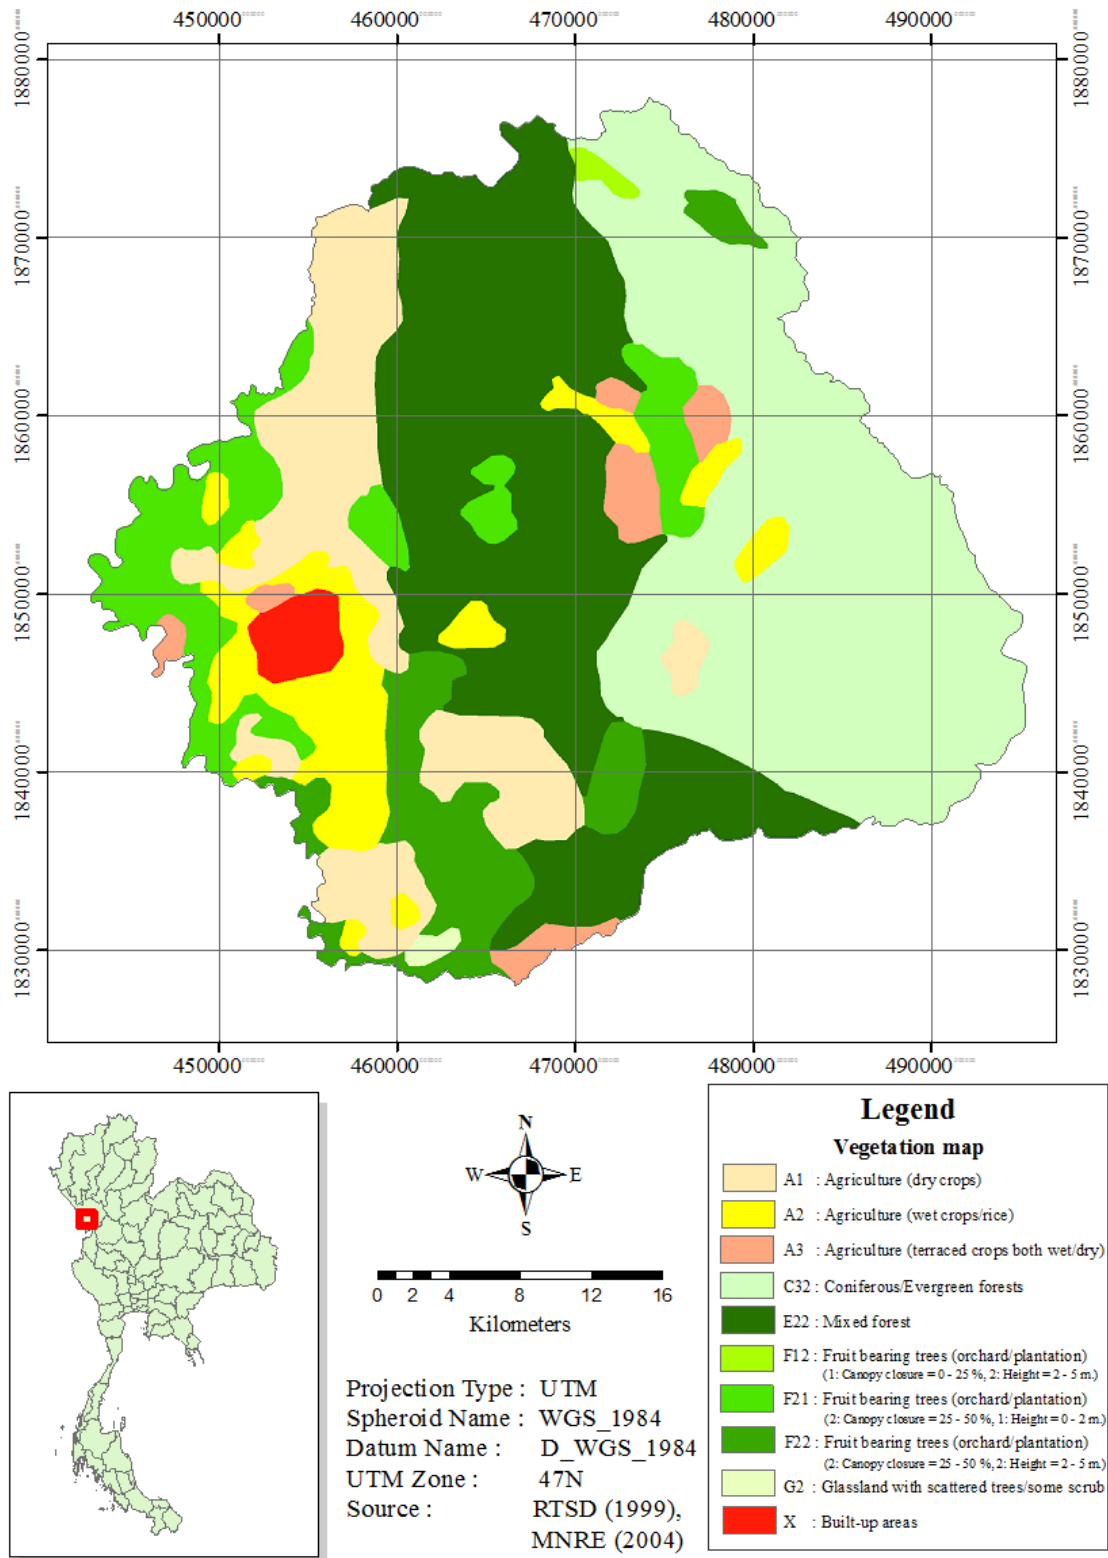 450000 460000 470000 480000 490000
1880000 1880000
1870000 1870000
1860000 1860000
1850000 1850000
1840000 1840000
1830000 1830000
450000 460000 470000 480000 490000
N
W E
S
0 2 4 8 12 16
Kilometers
Projection Type : UTM
Spheroid Name : WGS_1984
Datum Name : D_WGS_1984
UTM Zone : 47N
Source : RTSD (1999),
MNRE (2004)
Legend
Vegetation map
A1 : Agriculture (dry crops)
A2 : Agriculture (wet crops/rice)
A3 : Agriculture (terraced crops both wet/dry)
C32 : Coniferous/Evergreen forests
E22 : Mixed forest
F12 : Fruit bearing trees (orchard/plantation)
(1: Canopy closure = 0 - 25 %, 2: Height = 2 - 5 m.)
F21 : Fruit bearing trees (orchard/plantation)
(2: Canopy closure = 25 - 50 %, 1: Height = 0 - 2 m.)
F22 : Fruit bearing trees (orchard/plantation)
(2: Canopy closure = 25 - 50 %, 2: Height = 2 - 5 m.)
G2 : Glassland with scattered trees/some scrub
X : Built-up areas